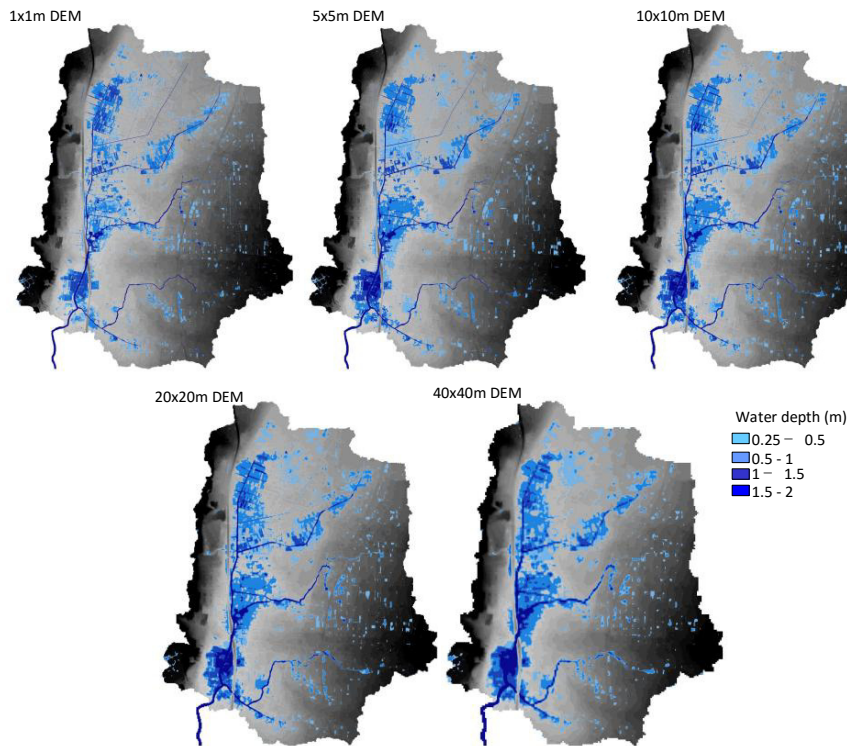 1x1m DEM
5x5m DEM
10x10m DEM
20x20m DEM
40x40m DEM
Water depth (m)
0.25 – 0.5
0.5 - 1
1 – 1.5
1.5 - 2